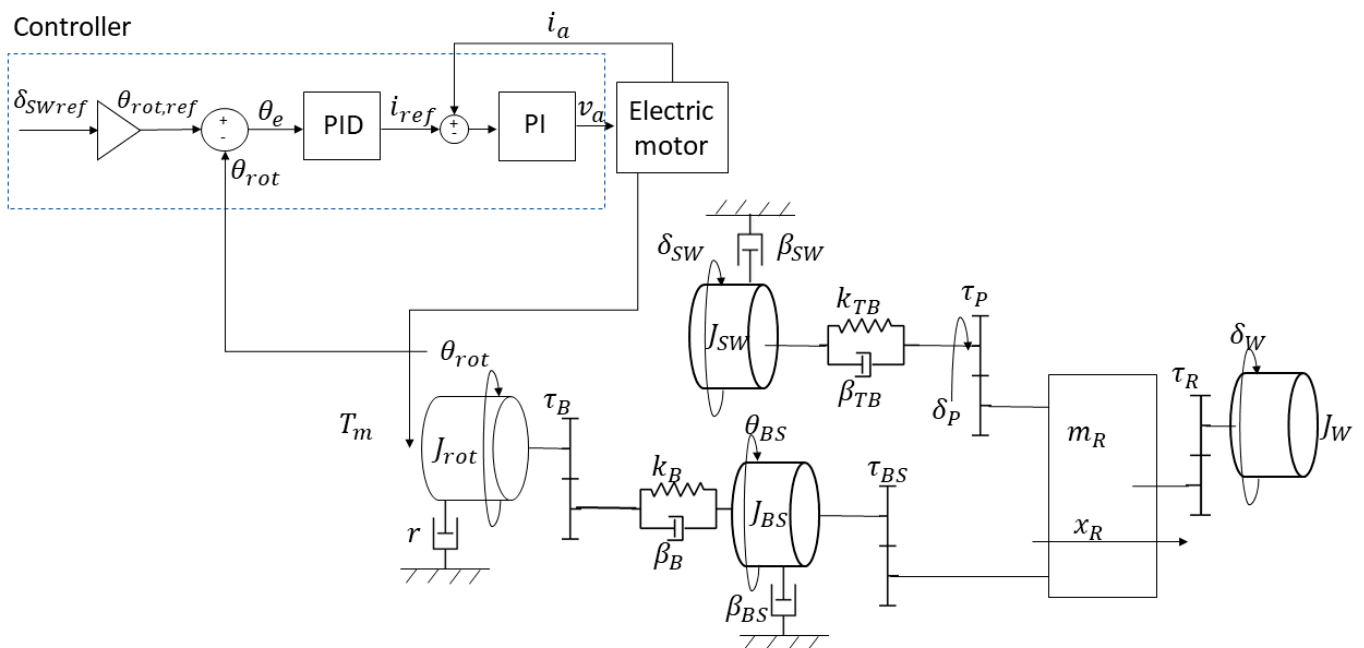 Controller
i_a
δ_SWref
θ_rot,ref
+
-
θ_e
PID
i_ref
+
-
PI
v_a
Electric
motor
θ_rot
δ_SW
β_SW
J_SW
k_TB
β_TB
τ_P
δ_P
θ_rot
T_m
J_rot
r
τ_B
k_B
β_B
θ_BS
J_BS
β_BS
τ_BS
m_R
x_R
τ_R
δ_W
J_W